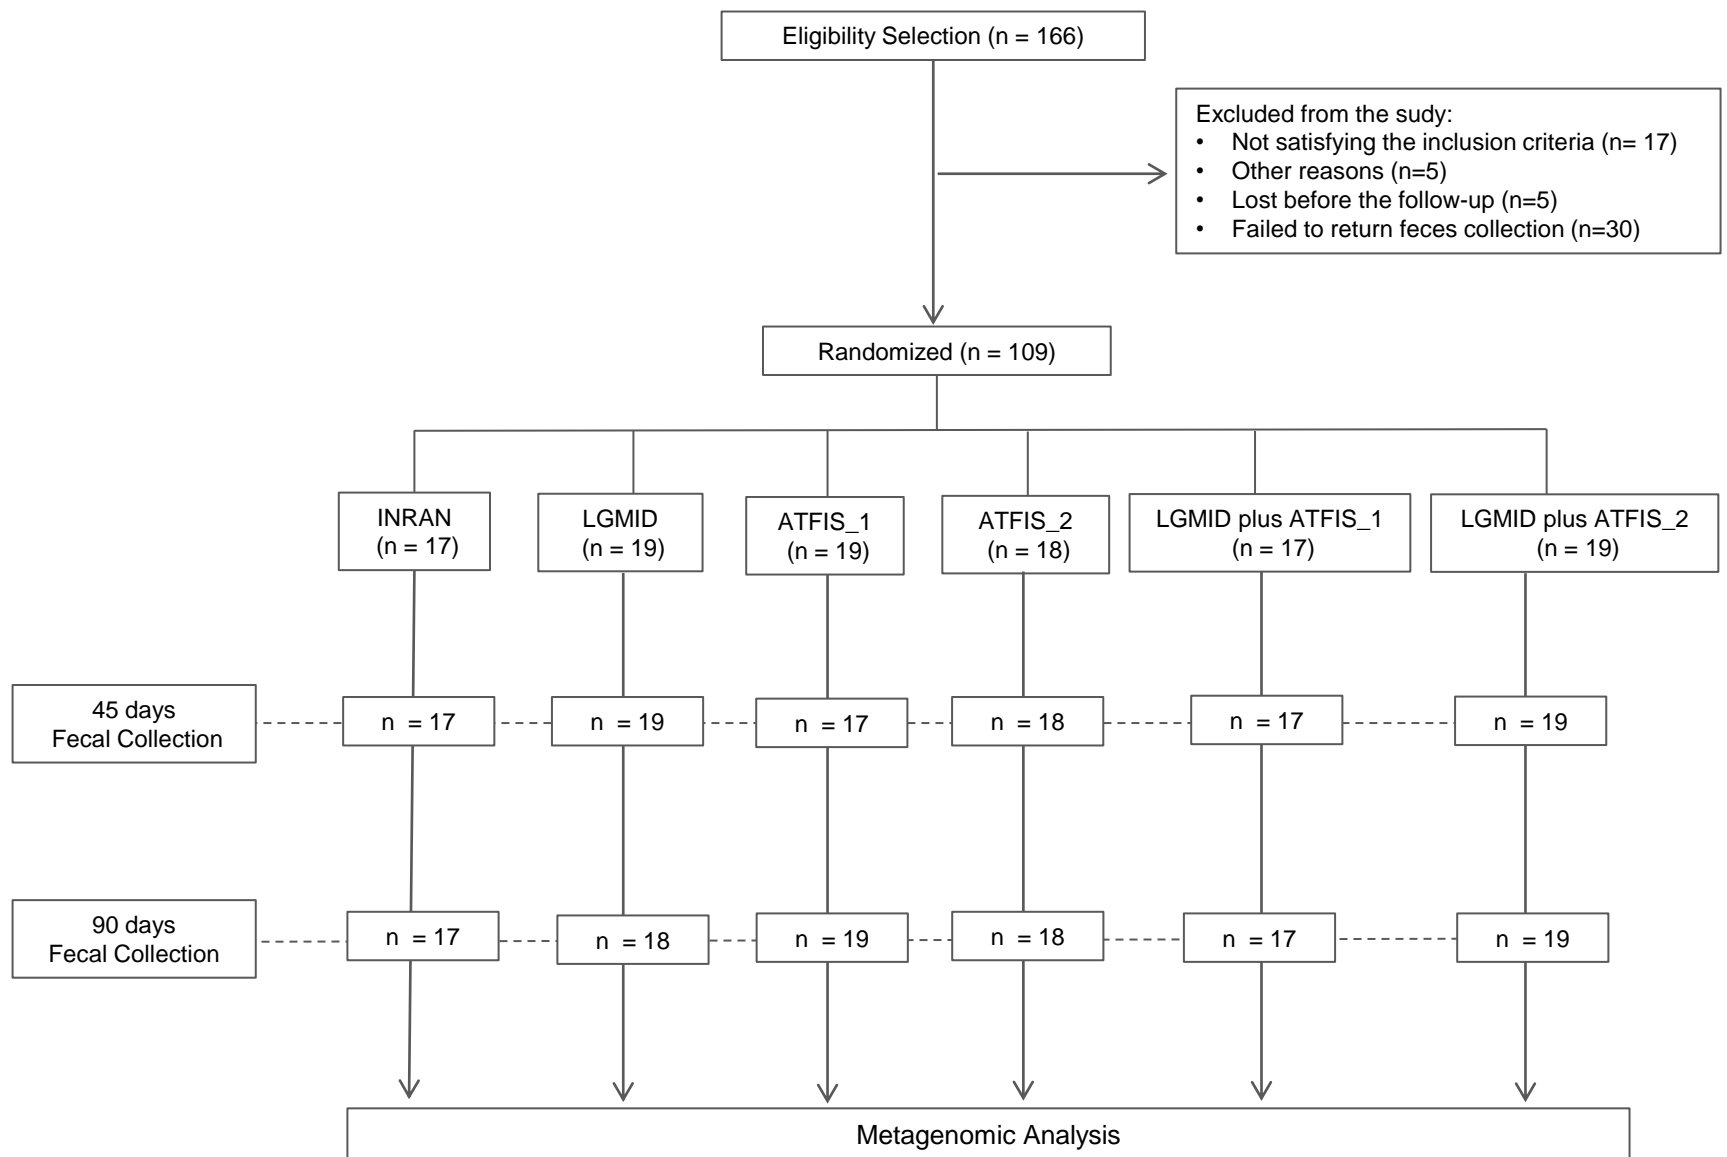 Eligibility Selection (n = 166)
Excluded from the sudy:
• Not satisfying the inclusion criteria (n= 17)
• Other reasons (n=5)
• Lost before the follow-up (n=5)
• Failed to return feces collection (n=30)
Randomized (n = 109)
INRAN
(n = 17)
LGMID
(n = 19)
ATFIS_1
(n = 19)
ATFIS_2
(n = 18)
LGMID plus ATFIS_1
(n = 17)
LGMID plus ATFIS_2
(n = 19)
45 days
Fecal Collection
n = 17
n = 19
n = 17
n = 18
n = 17
n = 19
90 days
Fecal Collection
n = 17
n = 18
n = 19
n = 18
n = 17
n = 19
Metagenomic Analysis